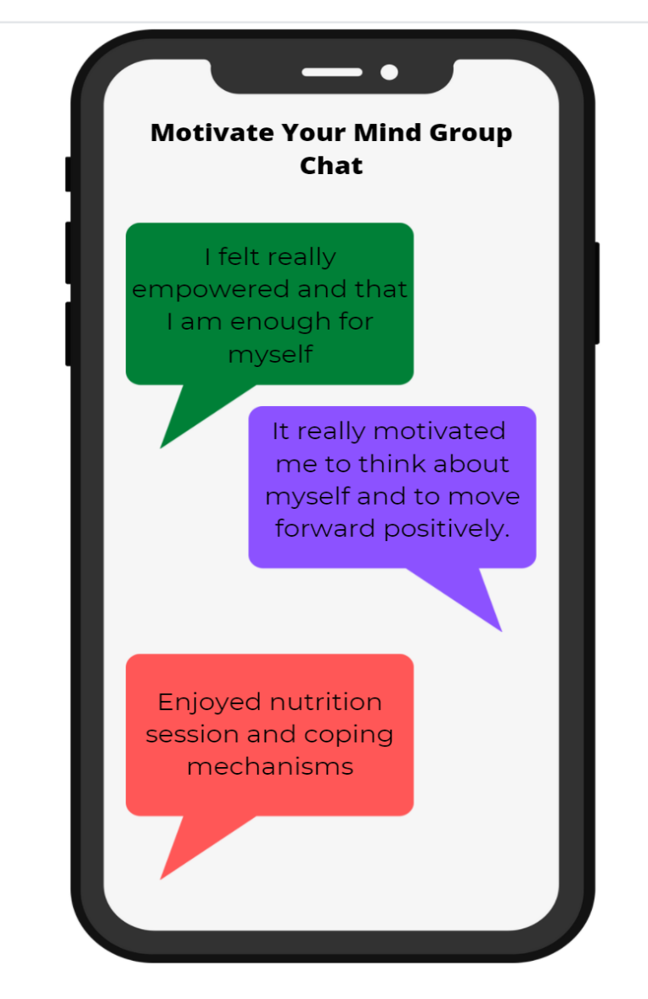 Motivate Your Mind Group
Chat
I felt really
empowered and that
I am enough for
myself
It really motivated
me to think about
myself and to move
forward positively.
Enjoyed nutrition
session and coping
mechanisms